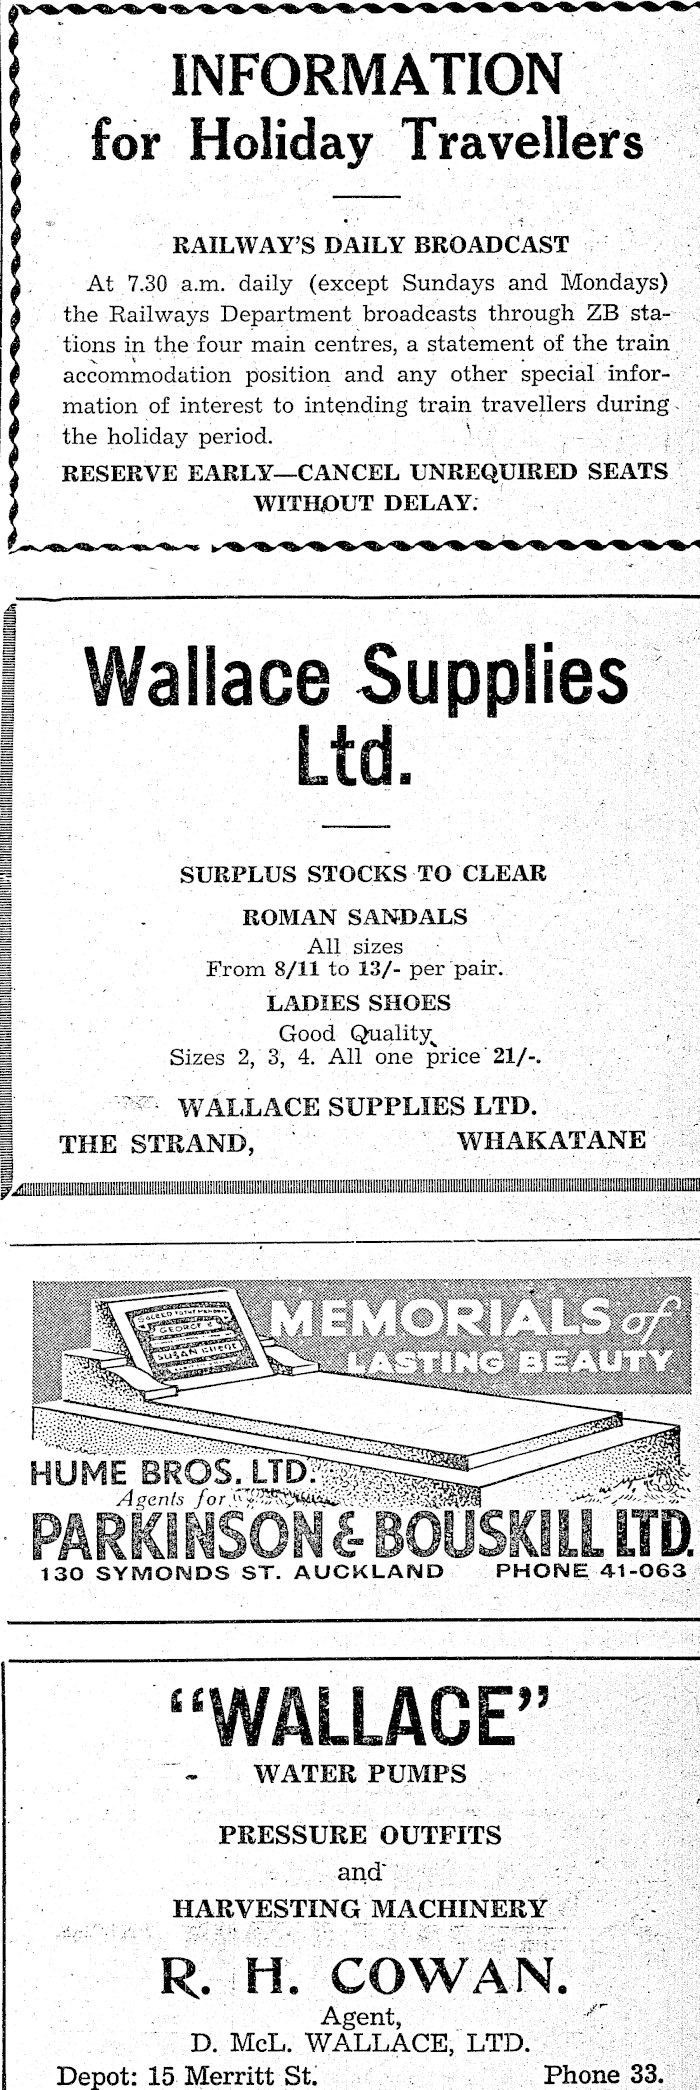 INFORMATION
for Holiday Travellers
RAILWAY'S DAILY BROADCAST
At 7.30 a.m. daily (except Sundays and Mondays)
the Railways Department broadcasts through ZB sta-
tions in the four main centres, a statement of the train
accommodation position and any other special infor-
mation of interest to intending train travellers during
the holiday period.
RESERVE EARLY—CANCEL UNREQUIRED SEATS
WITHOUT DELAY.
Wallace Supplies
Ltd.
SURPLUS STOCKS TO CLEAR
ROMAN SANDALS
All sizes
From 8/11 to 13/- per pair.
LADIES SHOES
Good Quality
Sizes 2, 3, 4. All one price 21/-.
WALLACE SUPPLIES LTD.
THE STRAND, WHAKATANE
MEMORIALS of
LASTING BEAUTY
GEORGE
SUSAN
HUME BROS. LTD.
Agents for
PARKINSON & BOUSKILL LTD.
130 SYMONDS ST. AUCKLAND PHONE 41-063
"WALLACE"
WATER PUMPS
PRESSURE OUTFITS
and
HARVESTING MACHINERY
R. H. COWAN.
Agent,
D. McL. WALLACE, LTD.
Depot: 15 Merritt St. Phone 33.